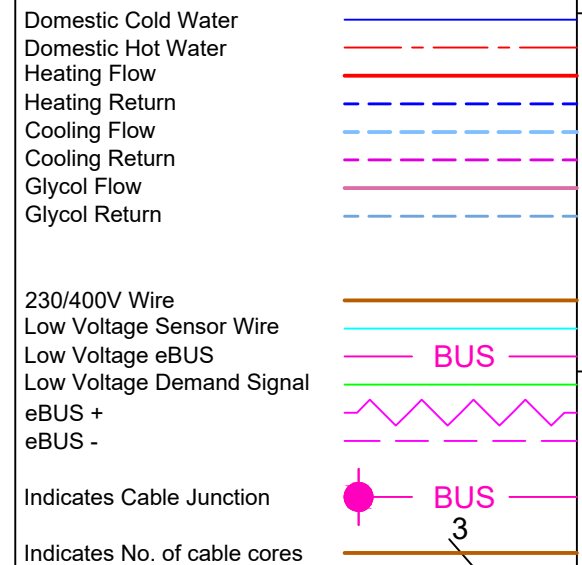 Domestic Cold Water
Domestic Hot Water
Heating Flow
Heating Return
Cooling Flow
Cooling Return
Glycol Flow
Glycol Return
230/400V Wire
Low Voltage Sensor Wire
Low Voltage eBUS BUS
Low Voltage Demand Signal
eBUS +
eBUS -
Indicates Cable Junction BUS
3
Indicates No. of cable cores